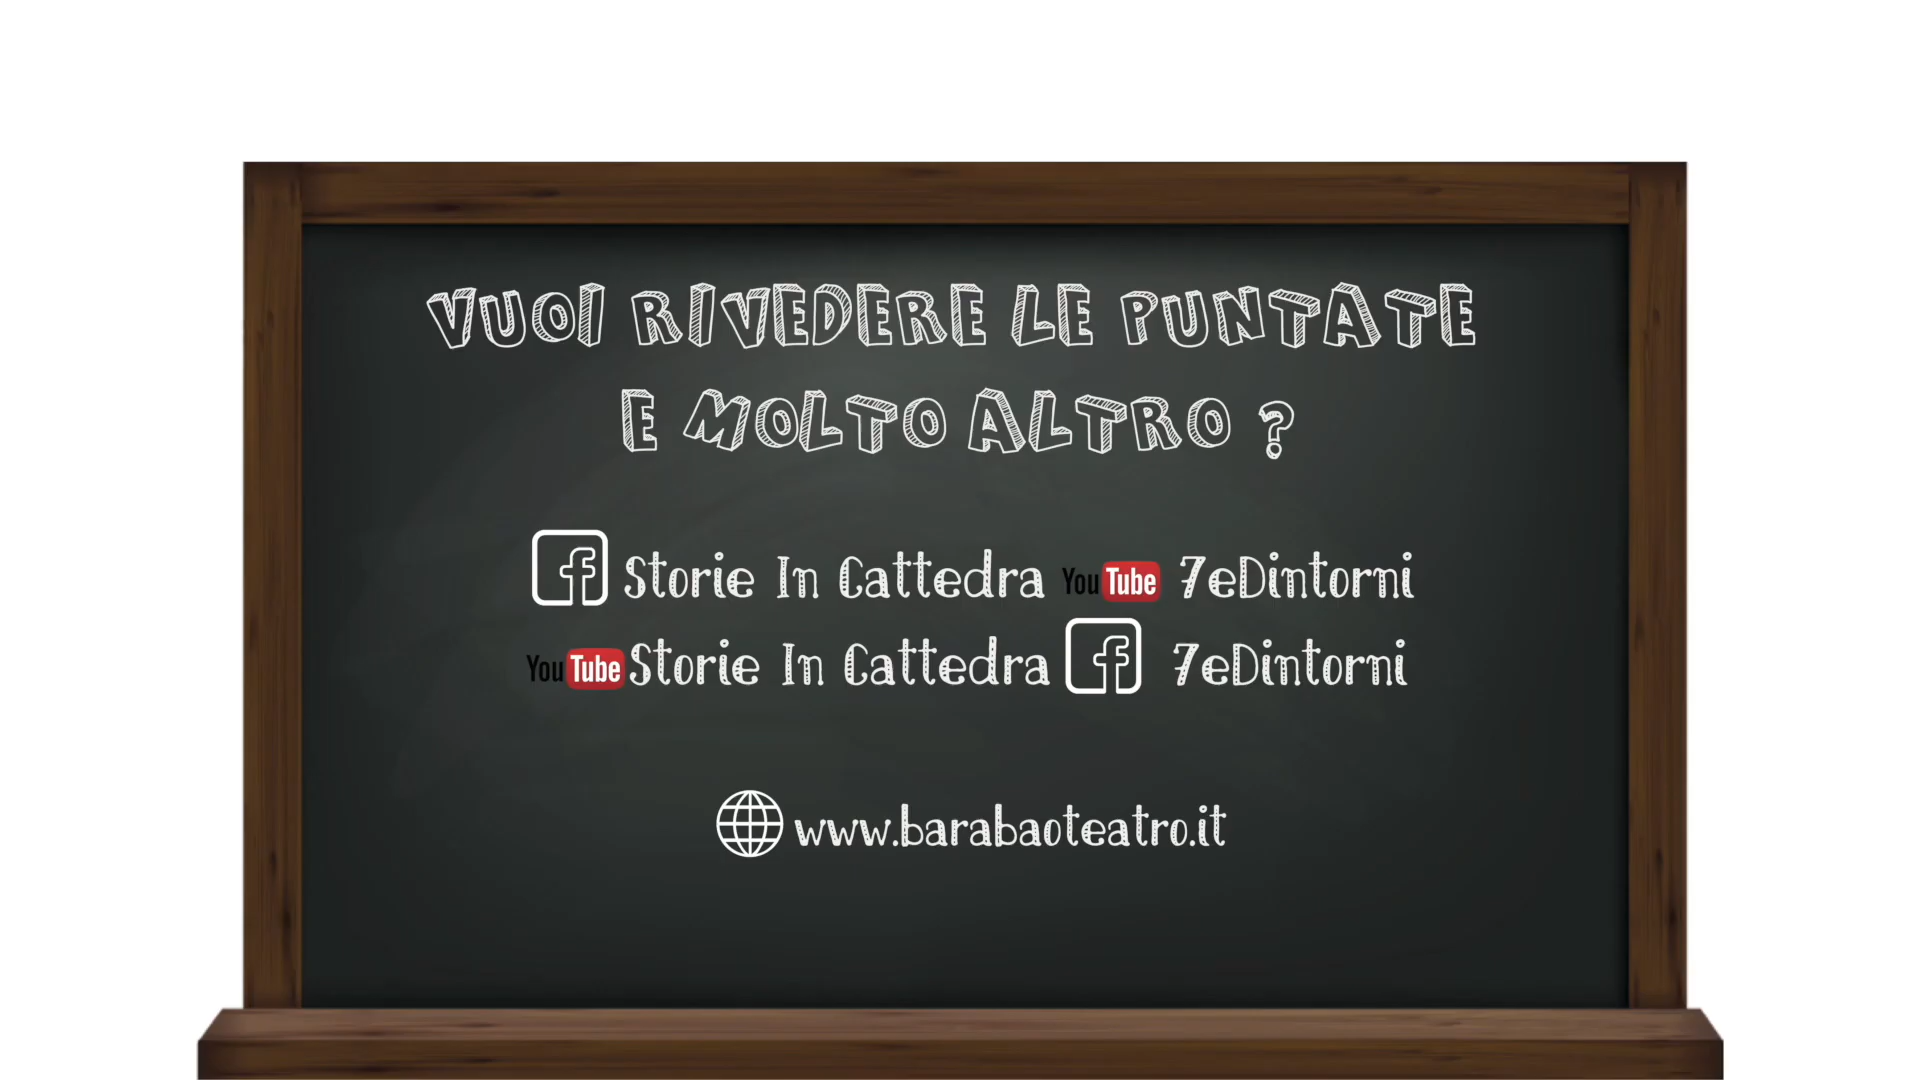 VUOI RIVEDERE LE PUNTATE
E MOLTO ALTRO ?
f Storie In Cattedra YouTube 7eDintorni
YouTube Storie In Cattedra f 7eDintorni
www.barabaoteatro.it